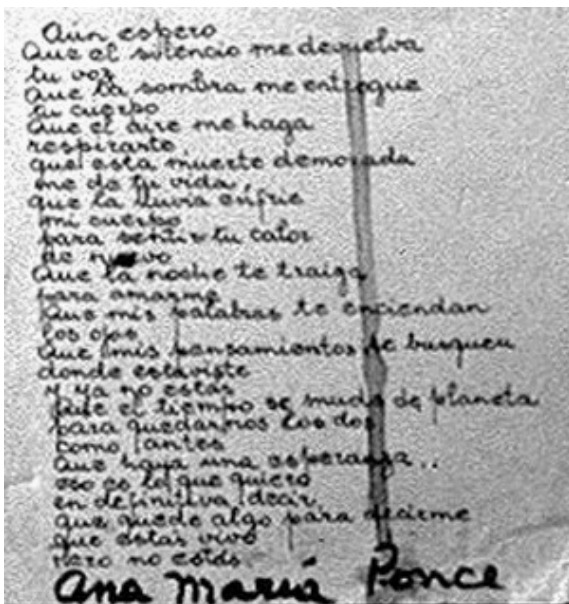 Aún espero
Que el silencio me devuelva
tu voz
Que la sombra me entregue
tu cuerpo
Que el aire me haga
respirarte
que esta muerte demorada
me de tu vida,
que la lluvia enfrie
mi cuerpo
para sentir tu calor
de nuevo
Que la noche te traiga
para amarme
Que mis palabras te enciendan
los ojos
Que mis pensamientos te busquen
donde estuviste
y ya no estás
Que el tiempo se mude de planeta
para quedarnos los dos
como antes
Que haya una esperanza..
eso es lo que quiero
en definitiva decir
que quede algo para decirme
que estás vivo
pero no estás.
Ana María Ponce